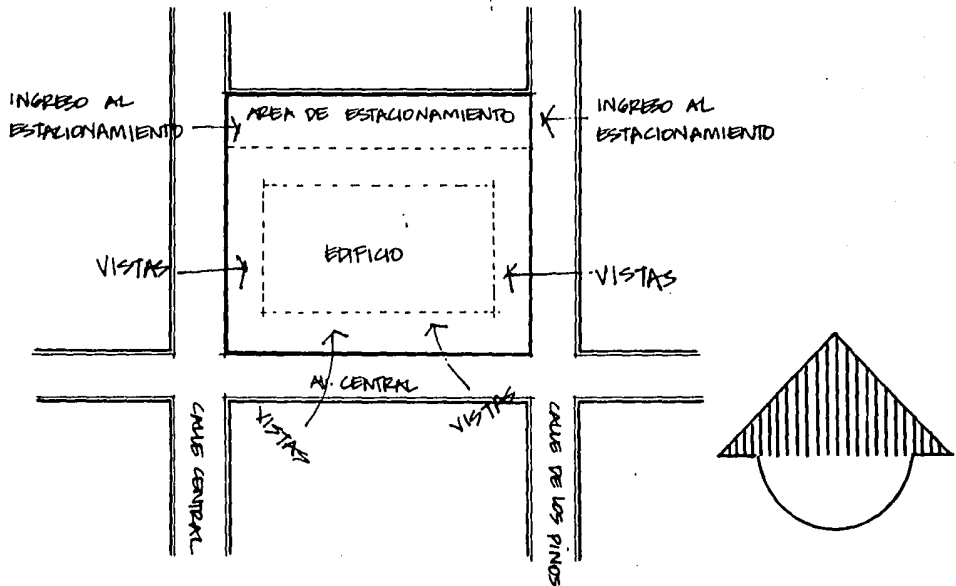 INGRESO AL
ESTACIONAMIENTO
AREA DE ESTACIONAMIENTO
INGRESO AL
ESTACIONAMIENTO
EDIFICIO
VISTAS
VISTAS
AV. CENTRAL
VISTAS
VISTAS
CALLE CENTRAL
CALLE DE LOS PINOS